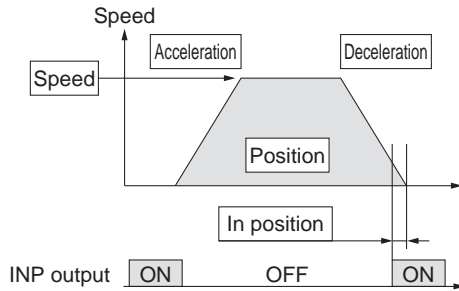 Speed
Acceleration
Deceleration
Speed
Position
In position
INP output
ON
OFF
ON